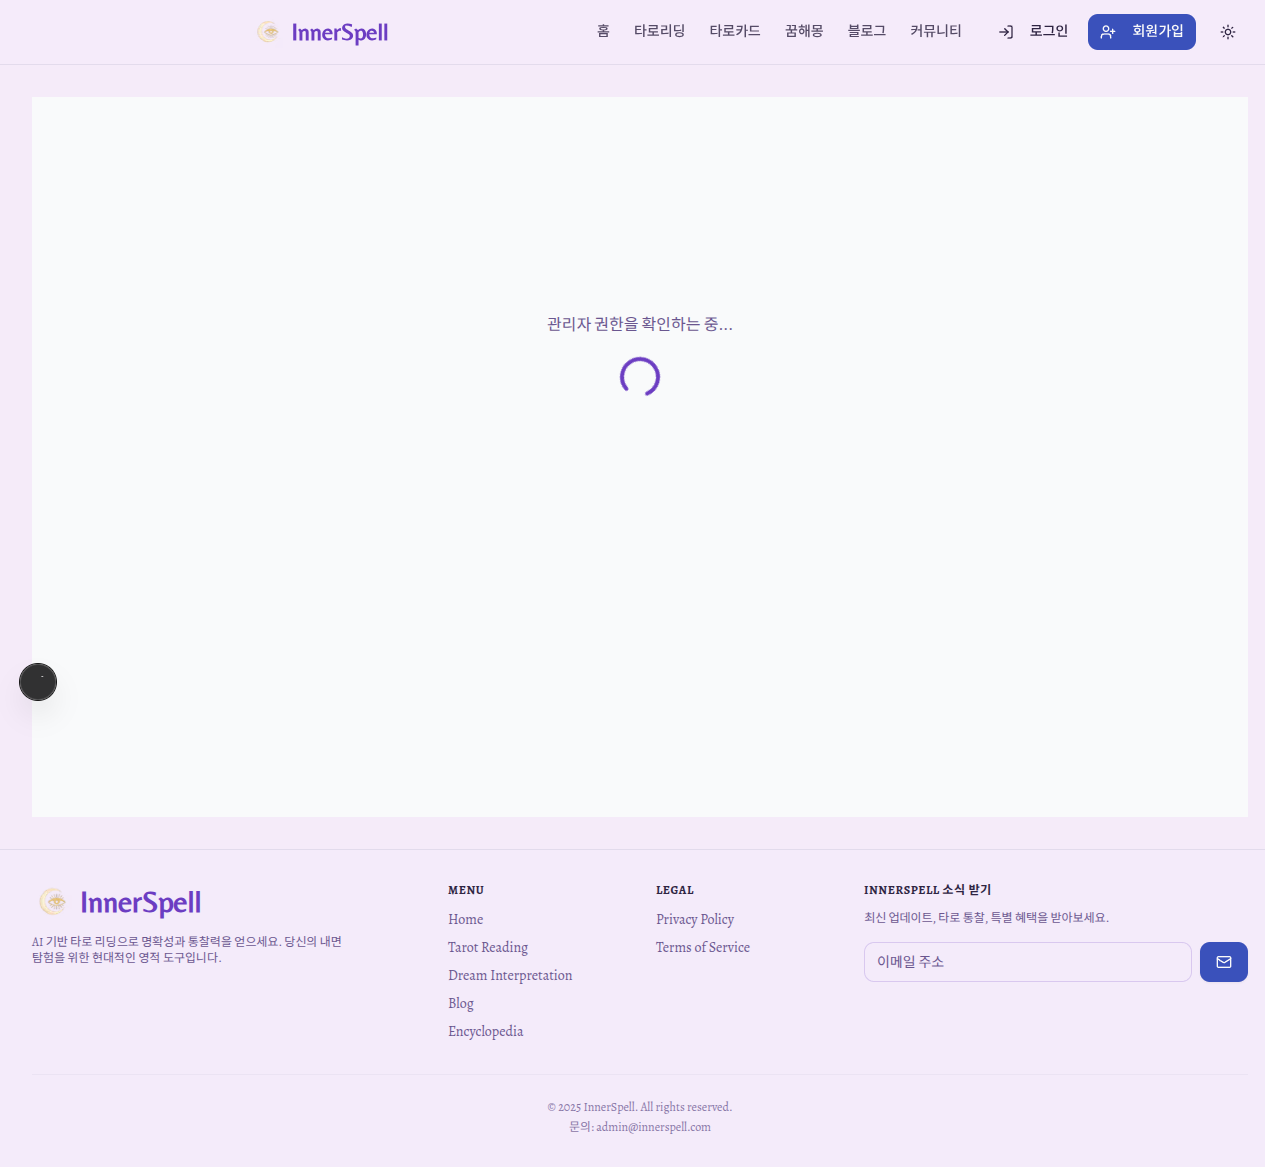 InnerSpell
홈
타로리딩
타로카드
꿈해몽
블로그
커뮤니티
로그인
회원가입
관리자 권한을 확인하는 중...
InnerSpell
AI 기반 타로 리딩으로 명확성과 통찰력을 얻으세요. 당신의 내면
탐험을 위한 현대적인 영적 도구입니다.
MENU
Home
Tarot Reading
Dream Interpretation
Blog
Encyclopedia
LEGAL
Privacy Policy
Terms of Service
INNERSPELL 소식 받기
최신 업데이트, 타로 통찰, 특별 혜택을 받아보세요.
이메일 주소
© 2025 InnerSpell. All rights reserved.
문의: admin@innerspell.com